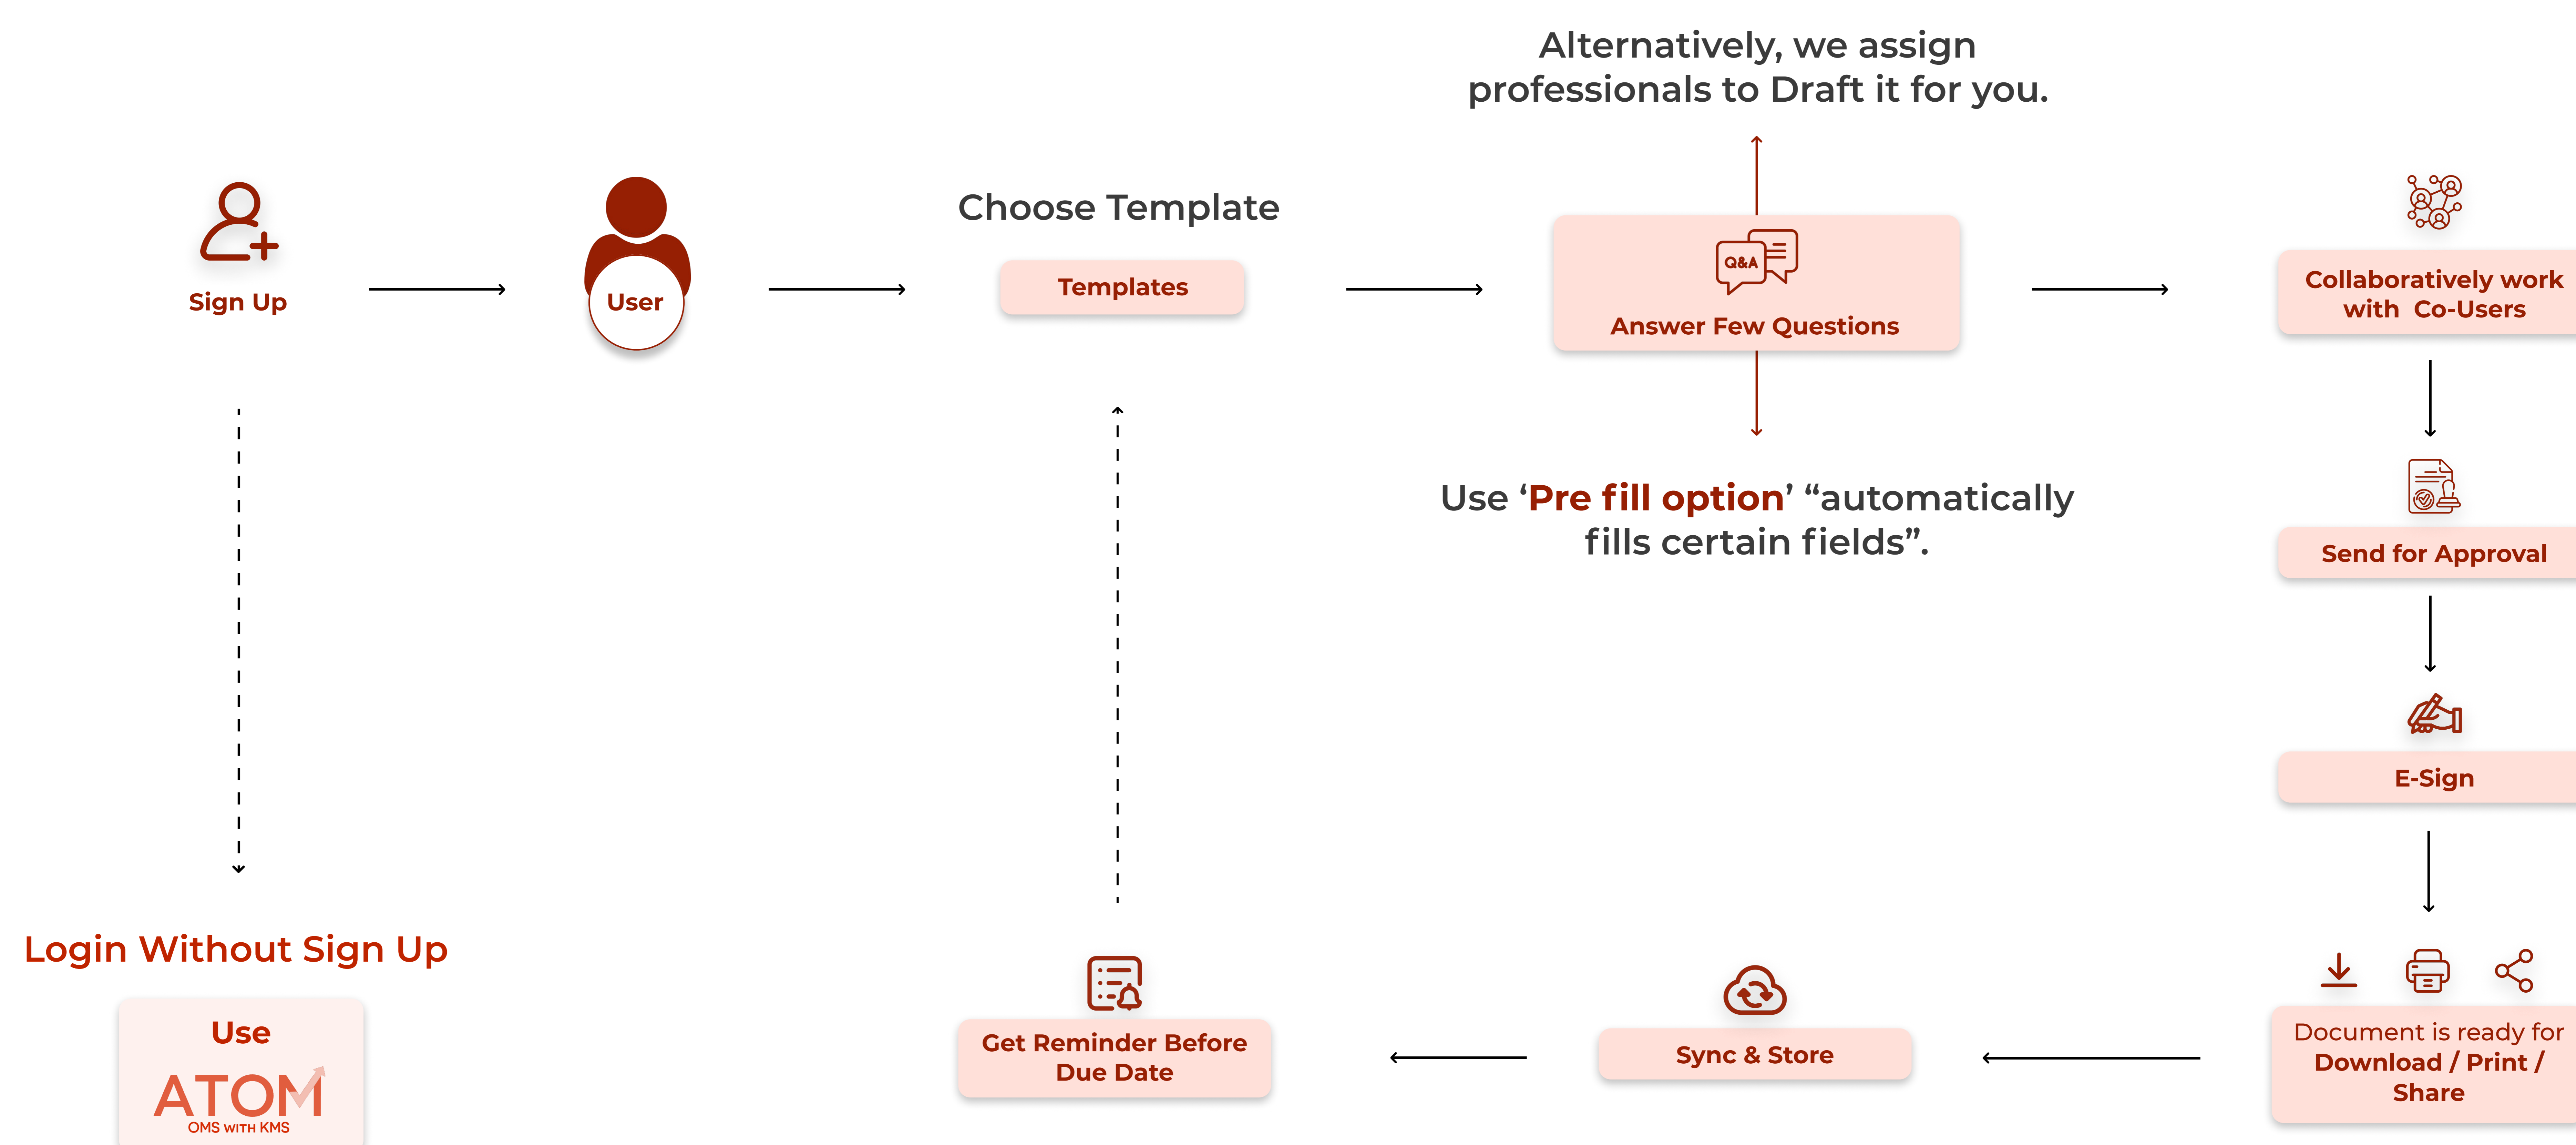 Alternatively, we assign
professionals to Draft it for you.
Sign Up
User
Choose Template
Templates
Q&A
Answer Few Questions
Collaboratively work
with Co-Users
Use ‘Pre fill option’ “automatically
fills certain fields”.
Send for Approval
E-Sign
Document is ready for
Download / Print /
Share
Sync & Store
Get Reminder Before
Due Date
Login Without Sign Up
Use
ATOM
OMS WITH KMS